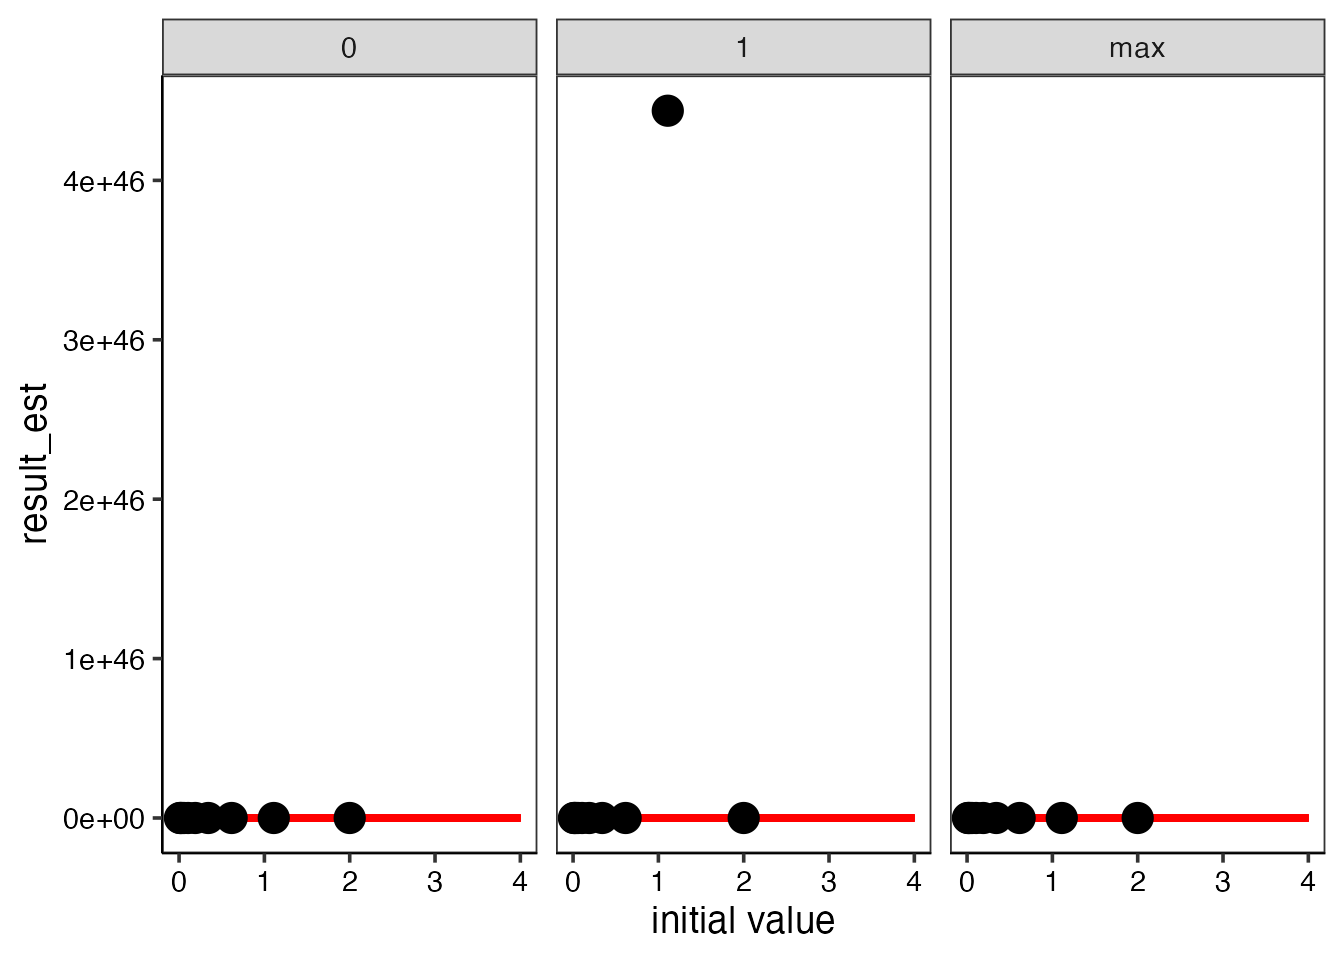 0 1 max
4e+46
3e+46
2e+46
1e+46
0e+00
result_est
0 1 2 3 4 0 1 2 3 4 0 1 2 3 4
initial value